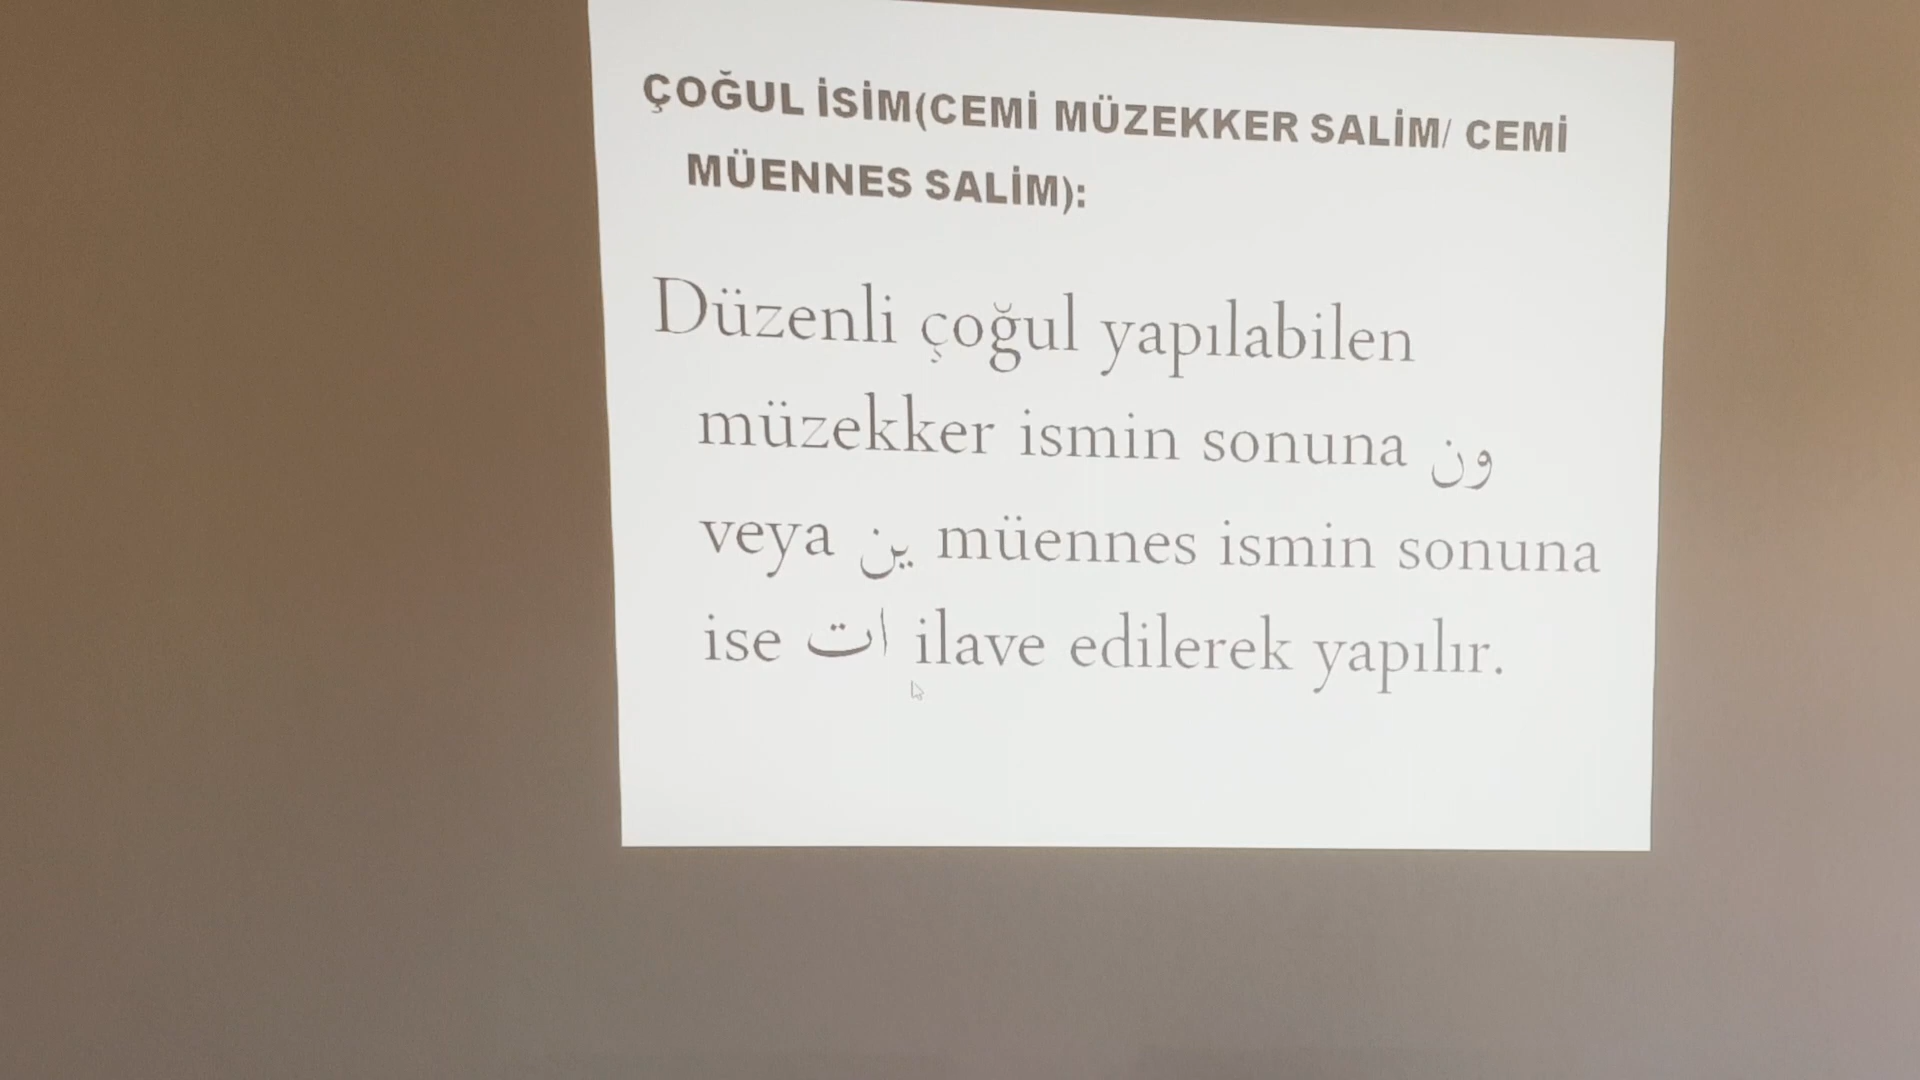 ÇOĞUL İSİM(CEMİ MÜZEKKER SALİM/ CEMİ
MÜENNES SALİM):
Düzenli çoğul yapılabilen
müzekker ismin sonuna ون
veya ين müennes ismin sonuna
ise ات ilave edilerek yapılır.